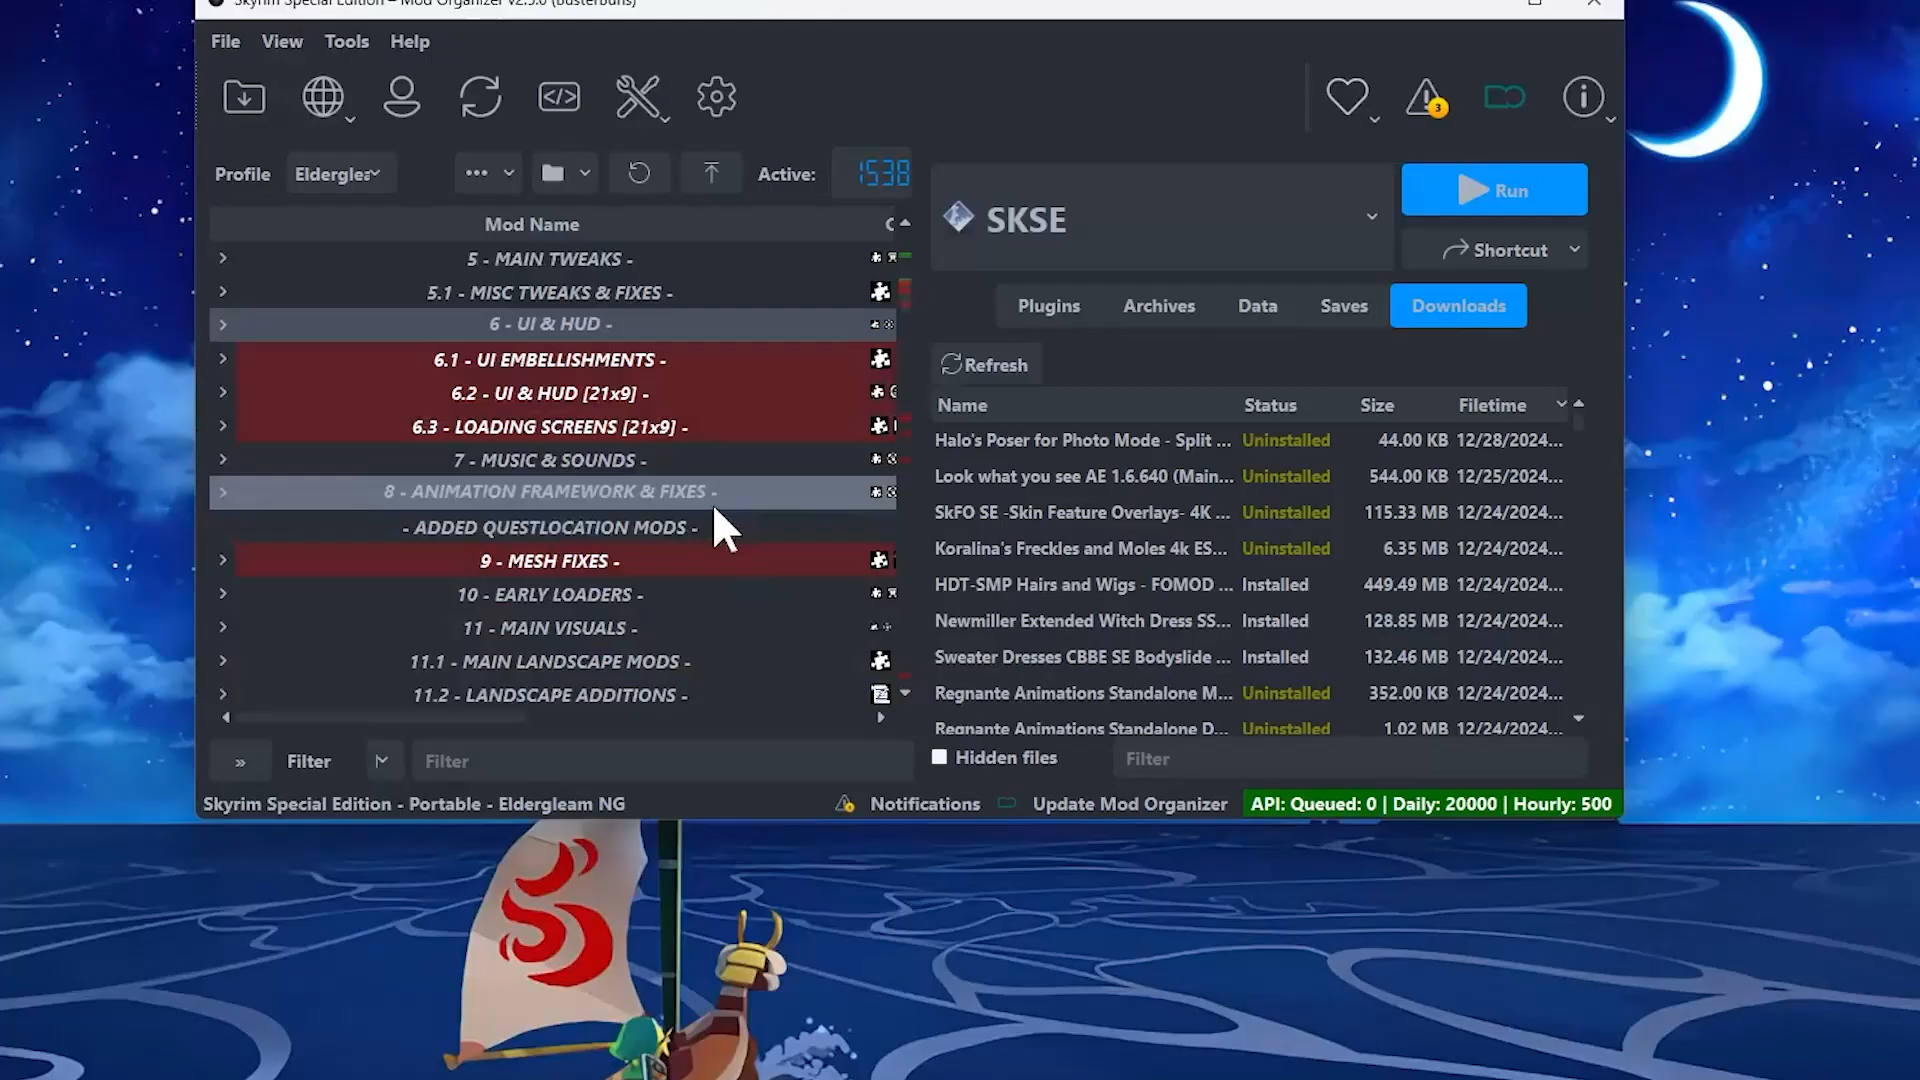 Skyrim Special Edition – Mod Organizer v2.5.0 (BusterBuns)
File View Tools Help
3
Profile Eldergleа
Active: 1538
Mod Name
5 - MAIN TWEAKS -
5.1 - MISC TWEAKS & FIXES -
6 - UI & HUD -
6.1 - UI EMBELLISHMENTS -
6.2 - UI & HUD [21x9] -
6.3 - LOADING SCREENS [21x9] -
7 - MUSIC & SOUNDS -
8 - ANIMATION FRAMEWORK & FIXES -
- ADDED QUESTLOCATION MODS -
9 - MESH FIXES -
10 - EARLY LOADERS -
11 - MAIN VISUALS -
11.1 - MAIN LANDSCAPE MODS -
11.2 - LANDSCAPE ADDITIONS -
» Filter Filter
SKSE
Run
Shortcut
Plugins Archives Data Saves Downloads
Refresh
Name Status Size Filetime
Halo's Poser for Photo Mode - Split ... Uninstalled 44.00 KB 12/28/2024...
Look what you see AE 1.6.640 (Main... Uninstalled 544.00 KB 12/25/2024...
SkFO SE -Skin Feature Overlays- 4K ... Uninstalled 115.33 MB 12/24/2024...
Koralina's Freckles and Moles 4k ES... Uninstalled 6.35 MB 12/24/2024...
HDT-SMP Hairs and Wigs - FOMOD ... Installed 449.49 MB 12/24/2024...
Newmiller Extended Witch Dress SS... Installed 128.85 MB 12/24/2024...
Sweater Dresses CBBE SE Bodyslide ... Installed 132.46 MB 12/24/2024...
Regnante Animations Standalone M... Uninstalled 352.00 KB 12/24/2024...
Regnante Animations Standalone D... Uninstalled 1.02 MB 12/24/2024...
Hidden files Filter
Skyrim Special Edition - Portable - Eldergleam NG
Notifications Update Mod Organizer API: Queued: 0 | Daily: 20000 | Hourly: 500